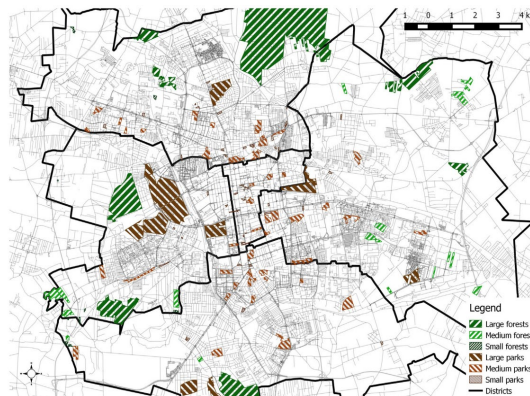 1 0 1 2 3 4 k
Legend
Large forests
Medium fores
Small forests
Large parks
Medium parks
Small parks
Districts